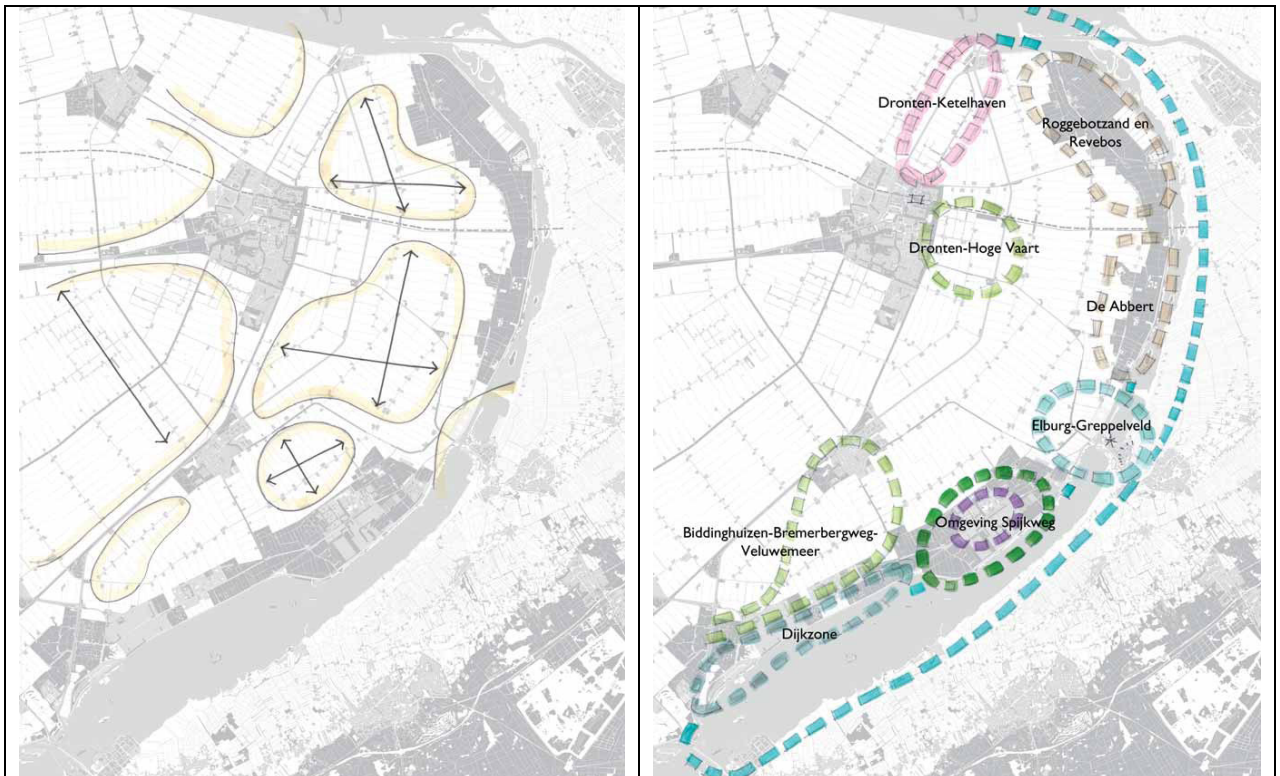 Dronten-Ketelhaven
Roggebotzand en
Revebos
Dronten-Hoge Vaart
De Abbert
Elburg-Greppelveld
Omgeving Spijkweg
Biddinghuizen-Bremerbergweg-
Veluwemeer
Dijkzone